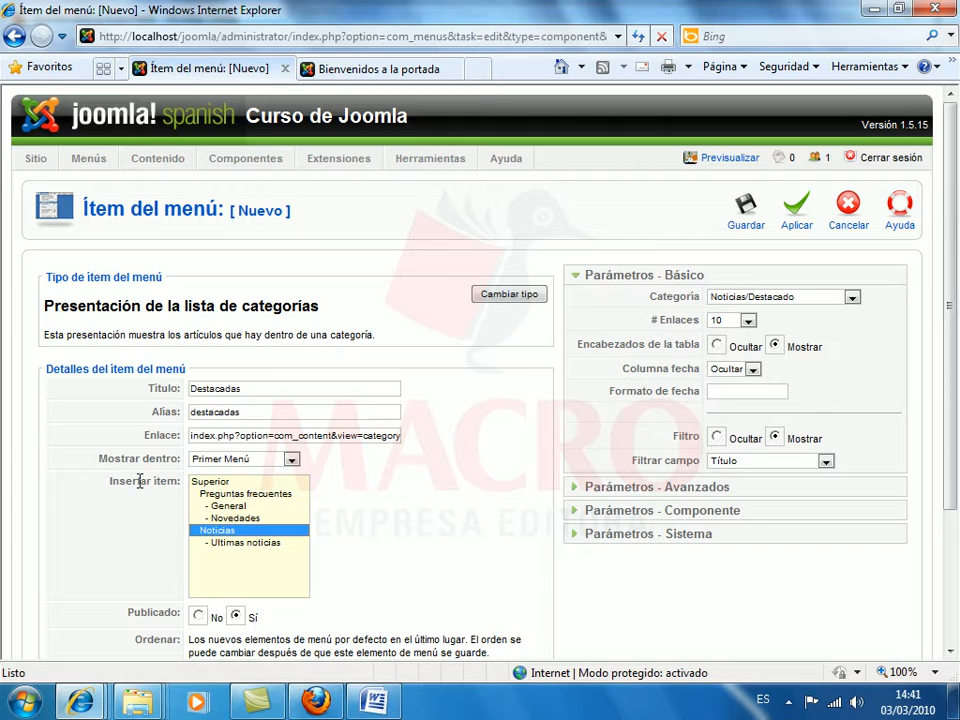 Ítem del menú: [Nuevo] - Windows Internet Explorer
http://localhost/joomla/administrator/index.php?option=com_menus&task=edit&type=component&
Bing
Favoritos
Ítem del menú: [Nuevo]
Bienvenidos a la portada
Página
Seguridad
Herramientas
joomla! spanish
Curso de Joomla
Versión 1.5.15
Sitio
Menús
Contenido
Componentes
Extensiones
Herramientas
Ayuda
Previsualizar
0
1
Cerrar sesión
Ítem del menú: [ Nuevo ]
Guardar
Aplicar
Cancelar
Ayuda
Tipo de ítem del menú
Presentación de la lista de categorías
Cambiar tipo
Esta presentación muestra los artículos que hay dentro de una categoría.
Detalles del ítem del menú
Título: Destacadas
Alias: destacadas
Enlace: index.php?option=com_content&view=category
Mostrar dentro: Primer Menú
Insertar ítem:
Superior
Preguntas frecuentes
- General
- Novedades
Noticias
- Ultimas noticias
Publicado: No Sí
Ordenar: Los nuevos elementos de menú por defecto en el último lugar. El orden se
puede cambiar después de que este elemento de menú se guarde.
Parámetros - Básico
Categoría Noticias/Destacado
# Enlaces 10
Encabezados de la tabla Ocultar Mostrar
Columna fecha Ocultar
Formato de fecha
Filtro Ocultar Mostrar
Filtrar campo Título
Parámetros - Avanzados
Parámetros - Componente
Parámetros - Sistema
MACRO
EMPRESA EDITORA
Listo
Internet | Modo protegido: activado
100%
ES
14:41
03/03/2010